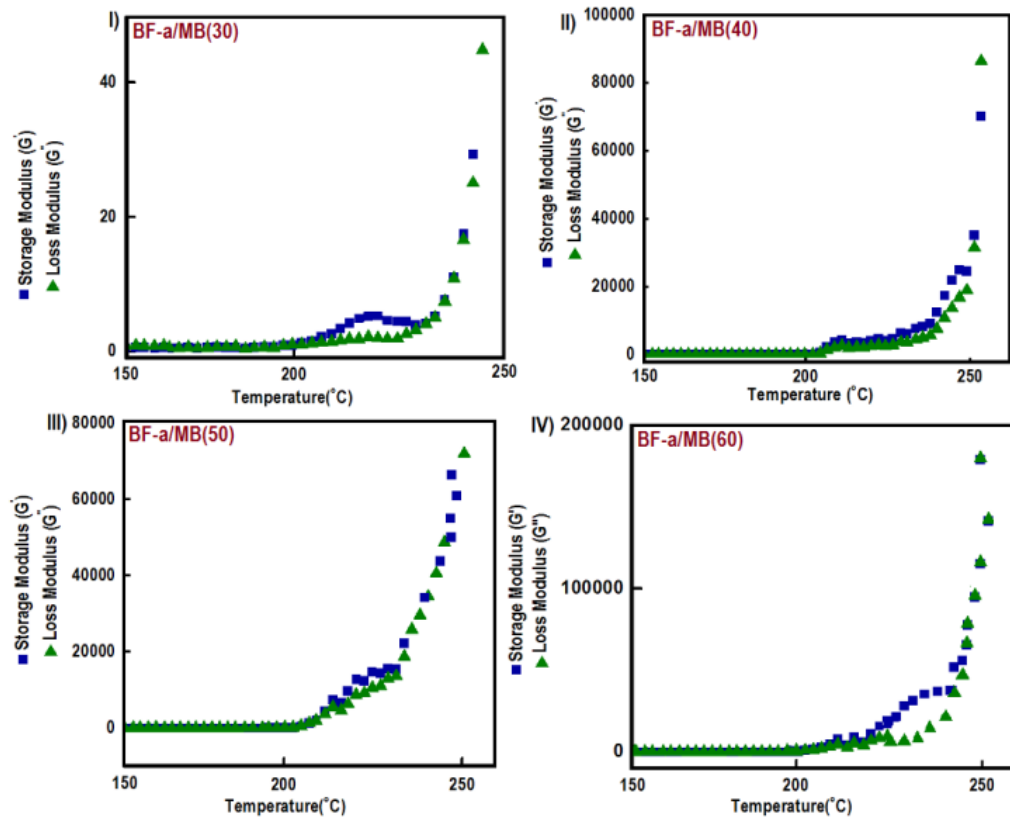 I)
BF-a/MB(30)
40
20
0
150
200
250
Temperature(°C)
■ Storage Modulus (G')
▲ Loss Modulus (G")
II)
BF-a/MB(40)
100000
80000
60000
40000
20000
0
150
200
250
Temperature (°C)
■ Storage Modulus (G')
▲ Loss Modulus (G")
III)
BF-a/MB(50)
80000
60000
40000
20000
0
150
200
250
Temperature(°C)
■ Storage Modulus (G')
▲ Loss Modulus (G")
IV)
BF-a/MB(60)
200000
100000
0
150
200
250
Temperature(°C)
■ Storage Modulus (G')
▲ Loss Modulus (G")